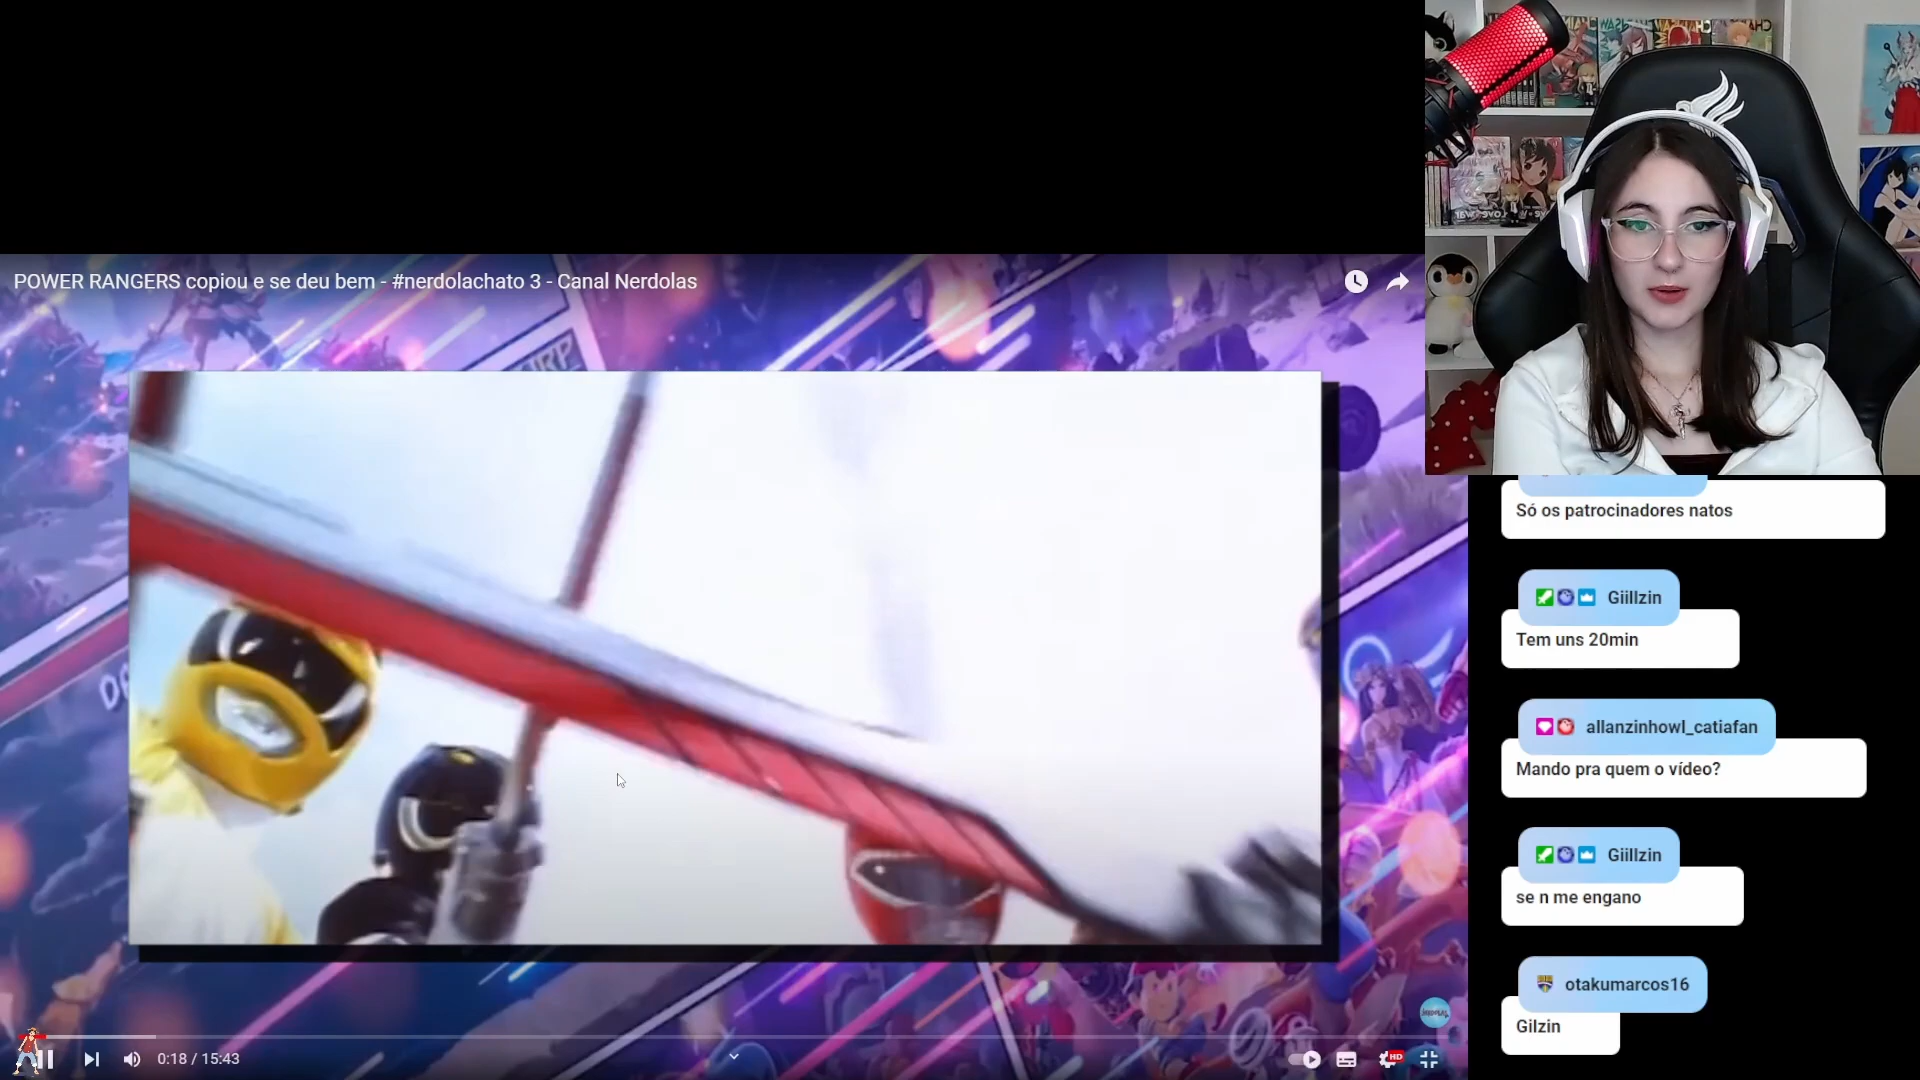 POWER RANGERS copiou e se deu bem - #nerdolachato 3 - Canal Nerdolas
Só os patrocinadores natos
Giillzin
Tem uns 20min
allanzinhowl_catiafan
Mando pra quem o vídeo?
Giillzin
se n me engano
otakumarcos16
Gilzin
0:18 / 15:43
HD